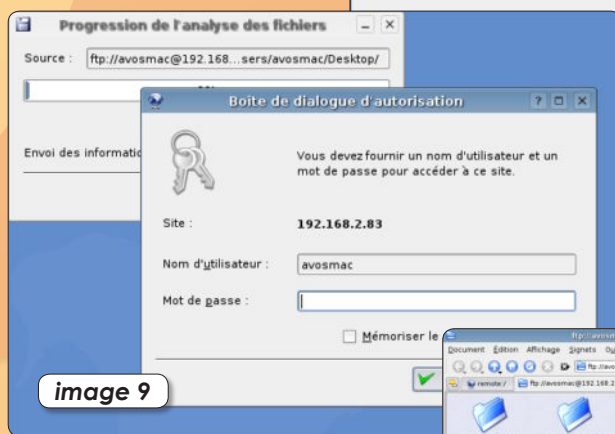 Progression de l'analyse des fichiers
Source : ftp://avosmac@192.168...sers/avosmac/Desktop/
Envoi des informatio
Boîte de dialogue d'autorisation
Vous devez fournir un nom d'utilisateur et un
mot de passe pour accéder à ce site.
Site : 192.168.2.83
Nom d'utilisateur : avosmac
Mot de passe :
Mémoriser le
Document Édition Affichage Signets
remote:/ ftp://avosmac@192.168.2
image 9